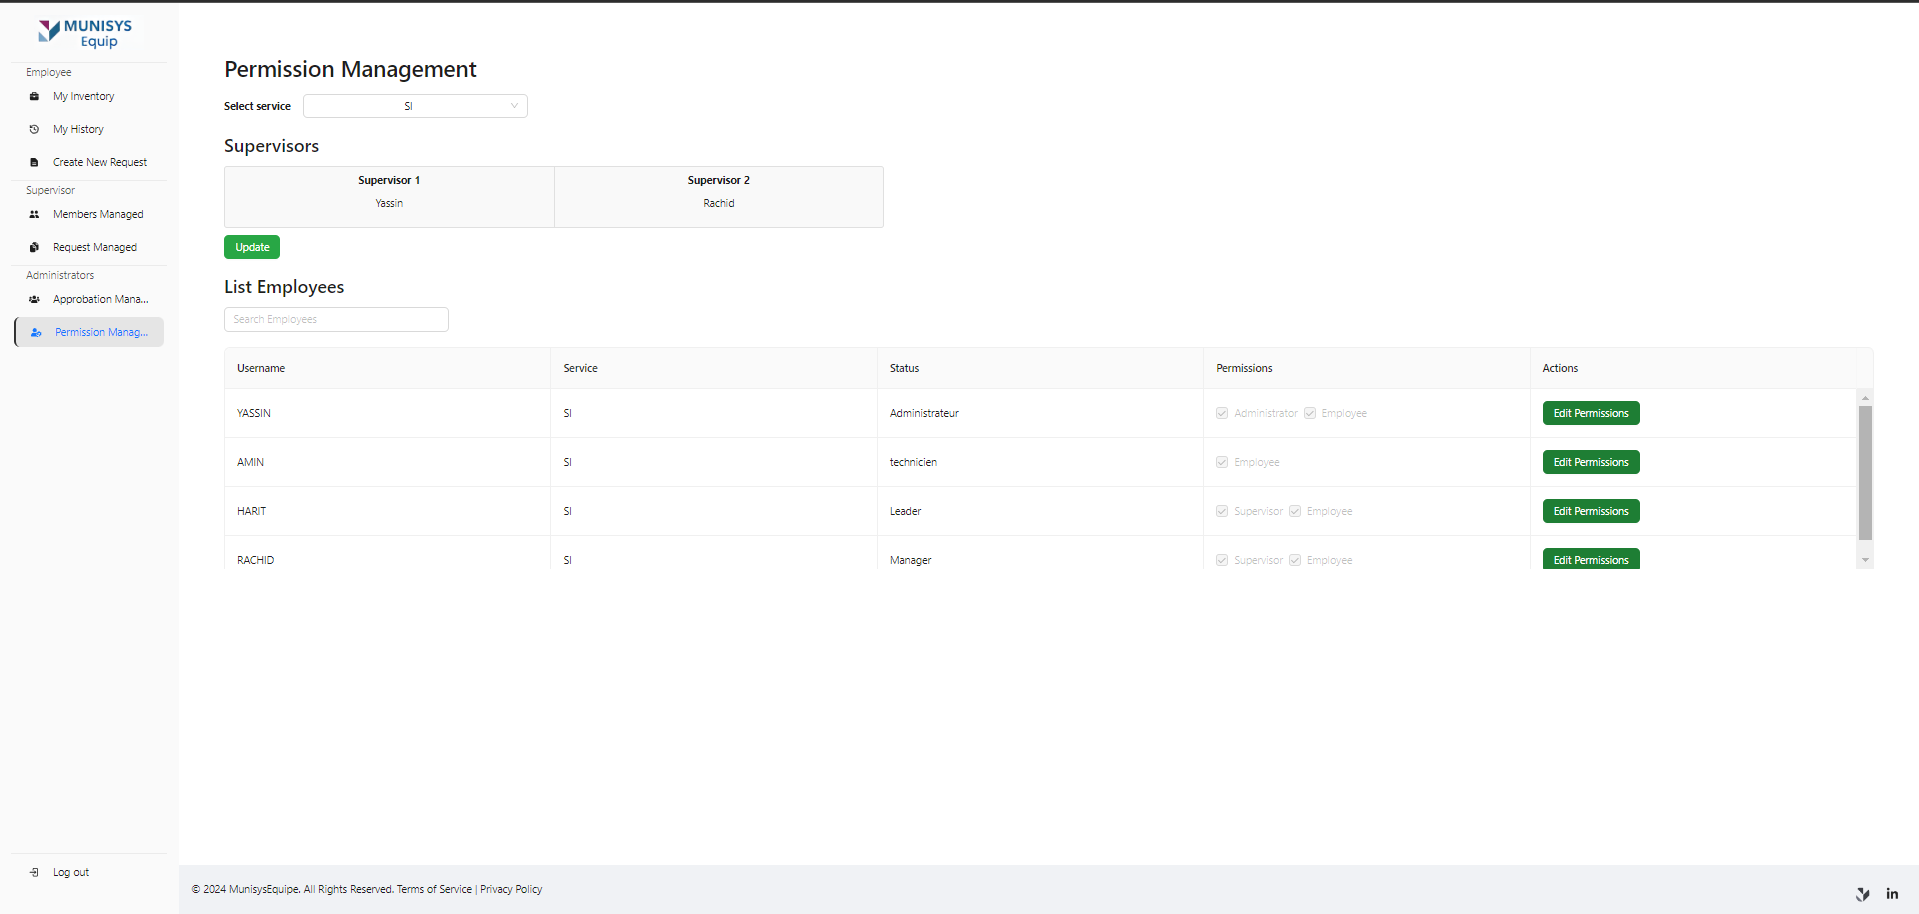 MUNISYS
Equip
Employee
My Inventory
My History
Create New Request
Supervisor
Members Managed
Request Managed
Administrators
Approbation Mana...
Permission Manag...
Log out
Permission Management
Select service SI
Supervisors
Supervisor 1 Supervisor 2
Yassin Rachid
Update
List Employees
Search Employees
Username Service Status Permissions Actions
YASSIN SI Administrateur Administrator Employee Edit Permissions
AMIN SI technicien Employee Edit Permissions
HARIT SI Leader Supervisor Employee Edit Permissions
RACHID SI Manager Supervisor Employee Edit Permissions
© 2024 MunisysEquipe. All Rights Reserved. Terms of Service | Privacy Policy
in